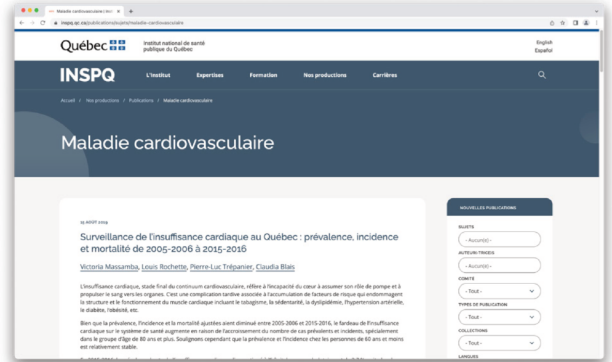 Maladie cardiovasculaire | INS
inspq.qc.ca/publications/sujets/maladie-cardiovasculaire
Québec
Institut national de santé
publique du Québec
English
Español
INSPQ
L'institut
Expertises
Formation
Nos productions
Carrières
Accueil / Nos productions / Publications / Maladie cardiovasculaire
Maladie cardiovasculaire
15 AOÛT 2019
Surveillance de l'insuffisance cardiaque au Québec : prévalence, incidence
et mortalité de 2005-2006 à 2015-2016
Victoria Massamba, Louis Rochette, Pierre-Luc Trépanier, Claudia Blais
L'insuffisance cardiaque, stade final du continuum cardiovasculaire, réfère à l'incapacité du cœur à assumer son rôle de pompe et à
propulser le sang vers les organes. C'est une complication tardive associée à l'accumulation de facteurs de risque qui endommagent
la structure et le fonctionnement du muscle cardiaque incluant le tabagisme, la sédentarité, la dyslipidémie, l'hypertension artérielle,
le diabète, l'obésité, etc.
Bien que la prévalence, l'incidence et la mortalité ajustées aient diminué entre 2005-2006 et 2015-2016, le fardeau de l'insuffisance
cardiaque sur le système de santé augmente en raison de l'accroissement du nombre de cas prévalents et incidents, spécialement
dans le groupe d'âge de 80 ans et plus. Soulignons cependant que la prévalence et l'incidence chez les personnes de 60 ans et moins
est relativement stable.
NOUVELLES PUBLICATIONS
SUJETS
- Aucun(e) -
AUTEURS·TRICES
- Aucun(e) -
COMITÉ
- Tout -
TYPES DE PUBLICATION
- Tout -
COLLECTIONS
- Tout -
LANGUES